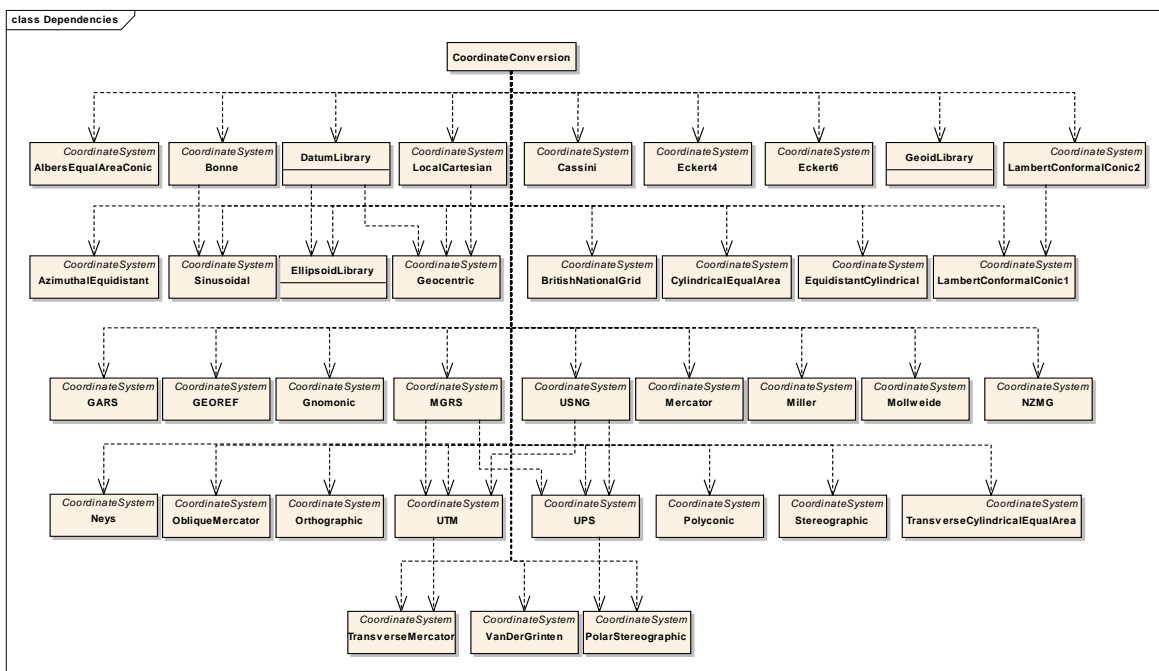 class Dependencies
CoordinateConversion
CoordinateSystem
AlbersEqualAreaConic
CoordinateSystem
Bonne
DatumLibrary
CoordinateSystem
LocalCartesian
CoordinateSystem
Cassini
CoordinateSystem
Eckert4
CoordinateSystem
Eckert6
GeoidLibrary
CoordinateSystem
LambertConformalConic2
CoordinateSystem
AzimuthalEquidistant
CoordinateSystem
Sinusoidal
EllipsoidLibrary
CoordinateSystem
Geocentric
CoordinateSystem
BritishNationalGrid
CoordinateSystem
CylindricalEqualArea
CoordinateSystem
EquidistantCylindrical
CoordinateSystem
LambertConformalConic1
CoordinateSystem
GARS
CoordinateSystem
GEOREF
CoordinateSystem
Gnomonic
CoordinateSystem
MGRS
CoordinateSystem
USNG
CoordinateSystem
Mercator
CoordinateSystem
Miller
CoordinateSystem
Mollweide
CoordinateSystem
NZMG
CoordinateSystem
Neys
CoordinateSystem
ObliqueMercator
CoordinateSystem
Orthographic
CoordinateSystem
UTM
CoordinateSystem
UPS
CoordinateSystem
Polyconic
CoordinateSystem
Stereographic
CoordinateSystem
TransverseCylindricalEqualArea
CoordinateSystem
TransverseMercator
CoordinateSystem
VanDerGrinten
CoordinateSystem
PolarStereographic